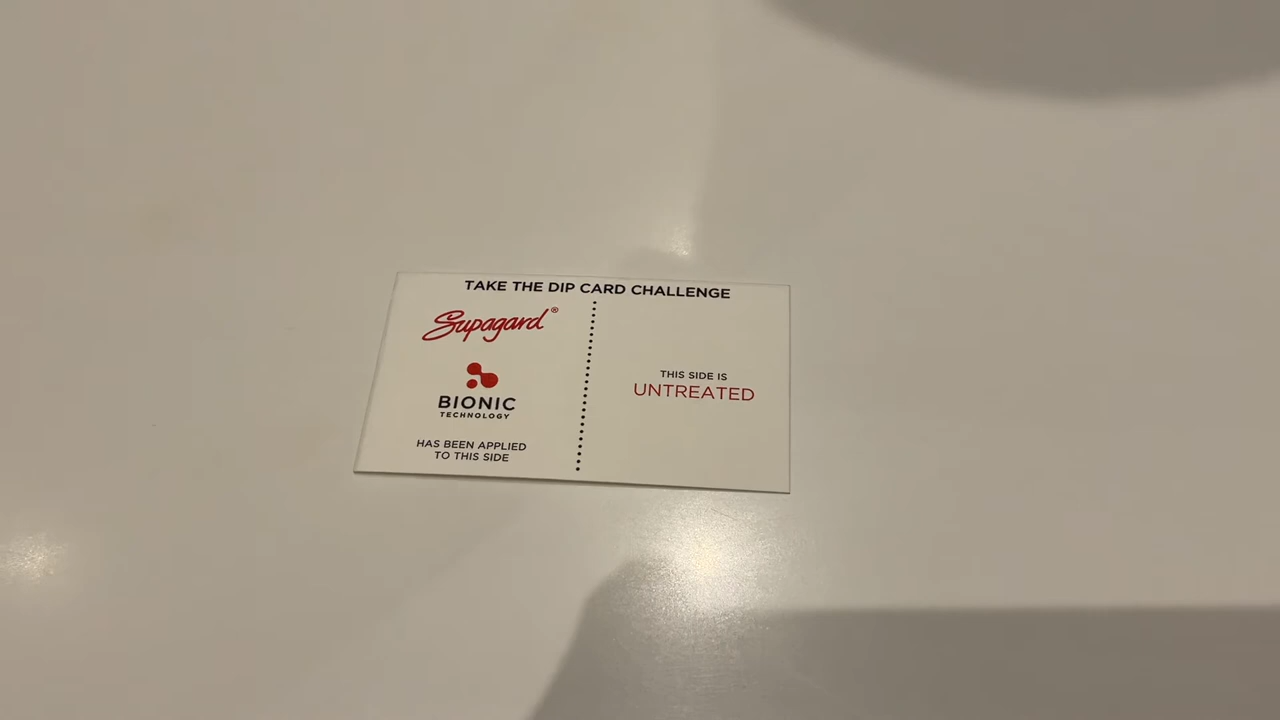 TAKE THE DIP CARD CHALLENGE
Supagard®
BIONIC
TECHNOLOGY
HAS BEEN APPLIED
TO THIS SIDE
THIS SIDE IS
UNTREATED